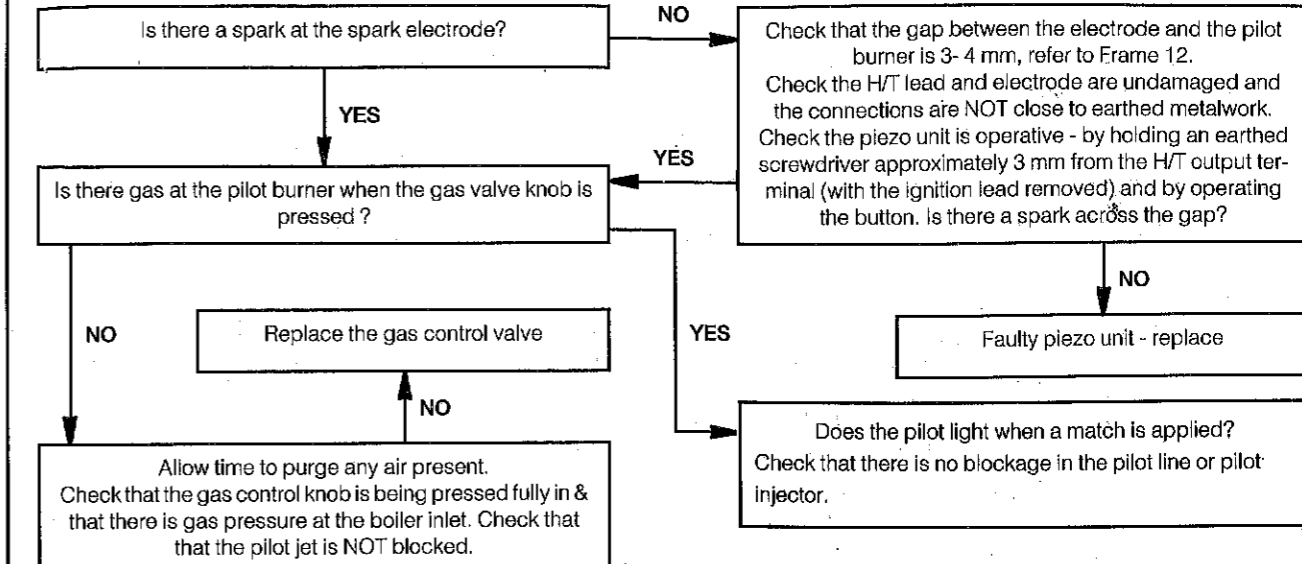 Is there a spark at the spark electrode?
NO
Check that the gap between the electrode and the pilot
burner is 3- 4 mm, refer to Frame 12.
Check the H/T lead and electrode are undamaged and
the connections are NOT close to earthed metalwork.
Check the piezo unit is operative - by holding an earthed
screwdriver approximately 3 mm from the H/T output ter-
minal (with the ignition lead removed) and by operating
the button. Is there a spark across the gap?
YES
YES
Is there gas at the pilot burner when the gas valve knob is
pressed ?
NO
Replace the gas control valve
YES
NO
Faulty piezo unit - replace
NO
Does the pilot light when a match is applied?
Check that there is no blockage in the pilot line or pilot
injector.
Allow time to purge any air present.
Check that the gas control knob is being pressed fully in &
that there is gas pressure at the boiler inlet. Check that
that the pilot jet is NOT blocked.